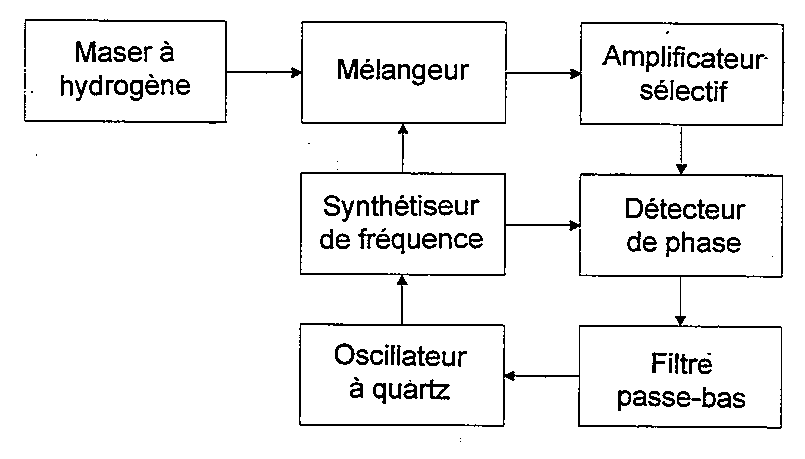 Maser à
hydrogène
Mélangeur
Amplificateur
sélectif
Synthétiseur
de fréquence
Détecteur
de phase
Oscillateur
à quartz
Filtre
passe-bas